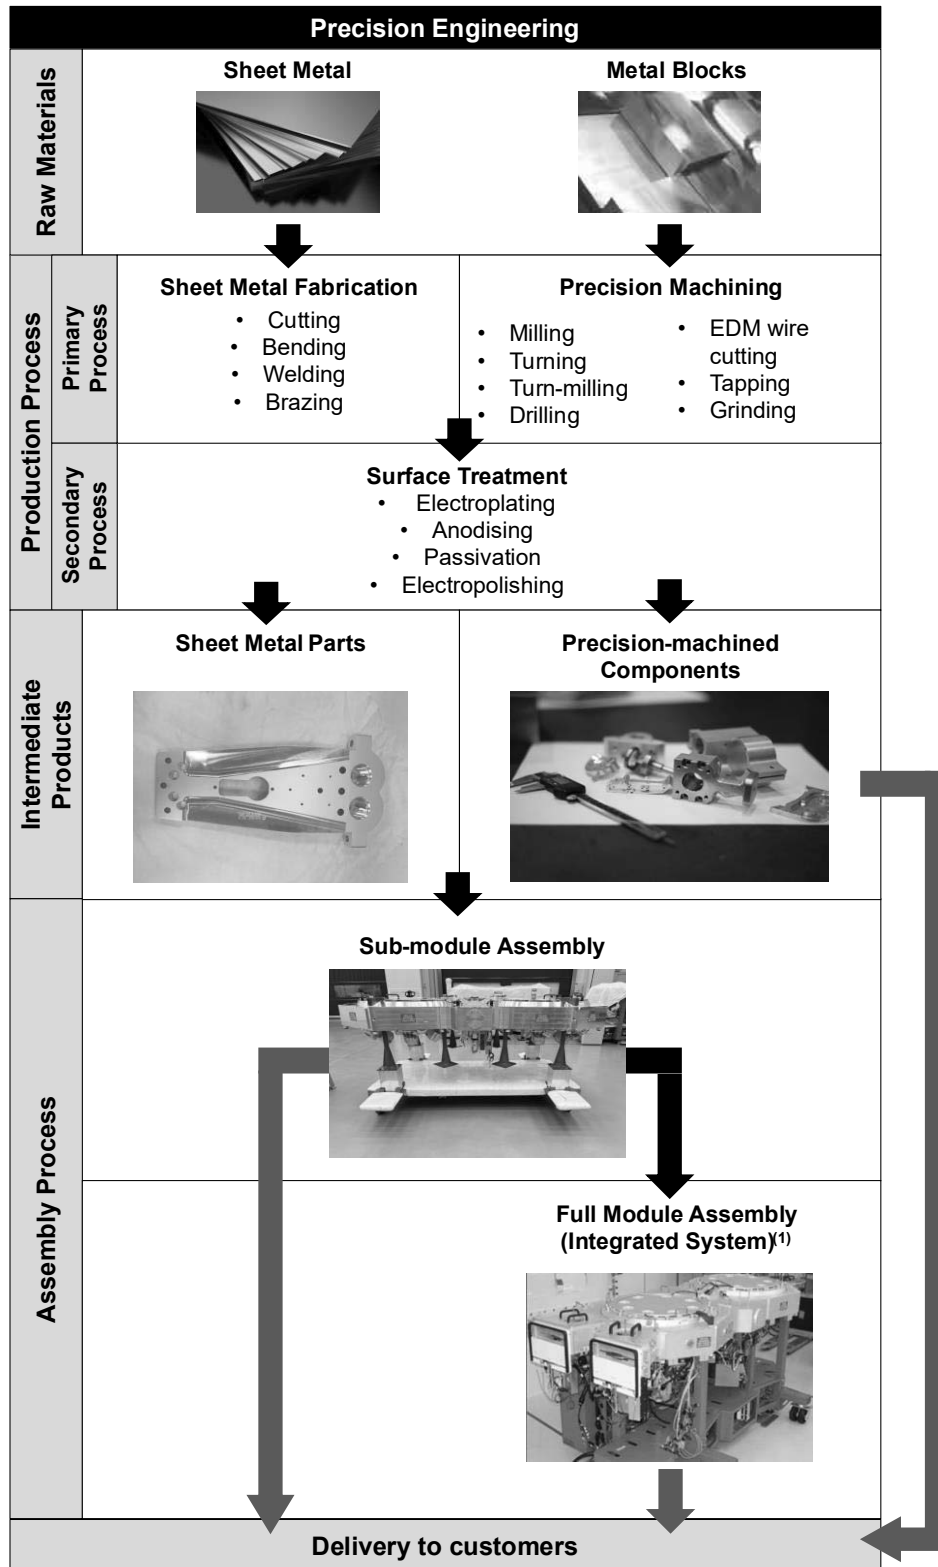 Precision Engineering
Raw Materials
Sheet Metal
Metal Blocks
Production Process
Primary
Process
Sheet Metal Fabrication
• Cutting
• Bending
• Welding
• Brazing
Precision Machining
• Milling
• Turning
• Turn-milling
• Drilling
• EDM wire
cutting
• Tapping
• Grinding
Secondary
Process
Surface Treatment
• Electroplating
• Anodising
• Passivation
• Electropolishing
Intermediate
Products
Sheet Metal Parts
Precision-machined
Components
Assembly Process
Sub-module Assembly
Full Module Assembly
(Integrated System)(1)
Delivery to customers